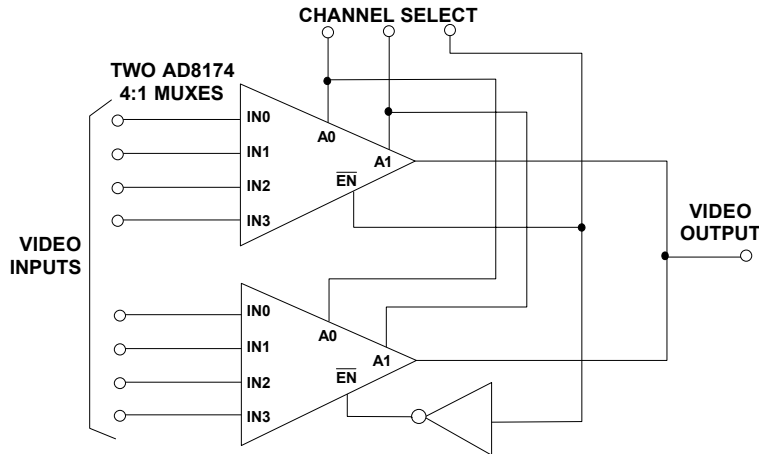 CHANNEL SELECT
TWO AD8174
4:1 MUXES
IN0
A0
IN1
A1
IN2
EN
IN3
VIDEO
INPUTS
VIDEO
OUTPUT
IN0
A0
IN1
A1
IN2
EN
IN3